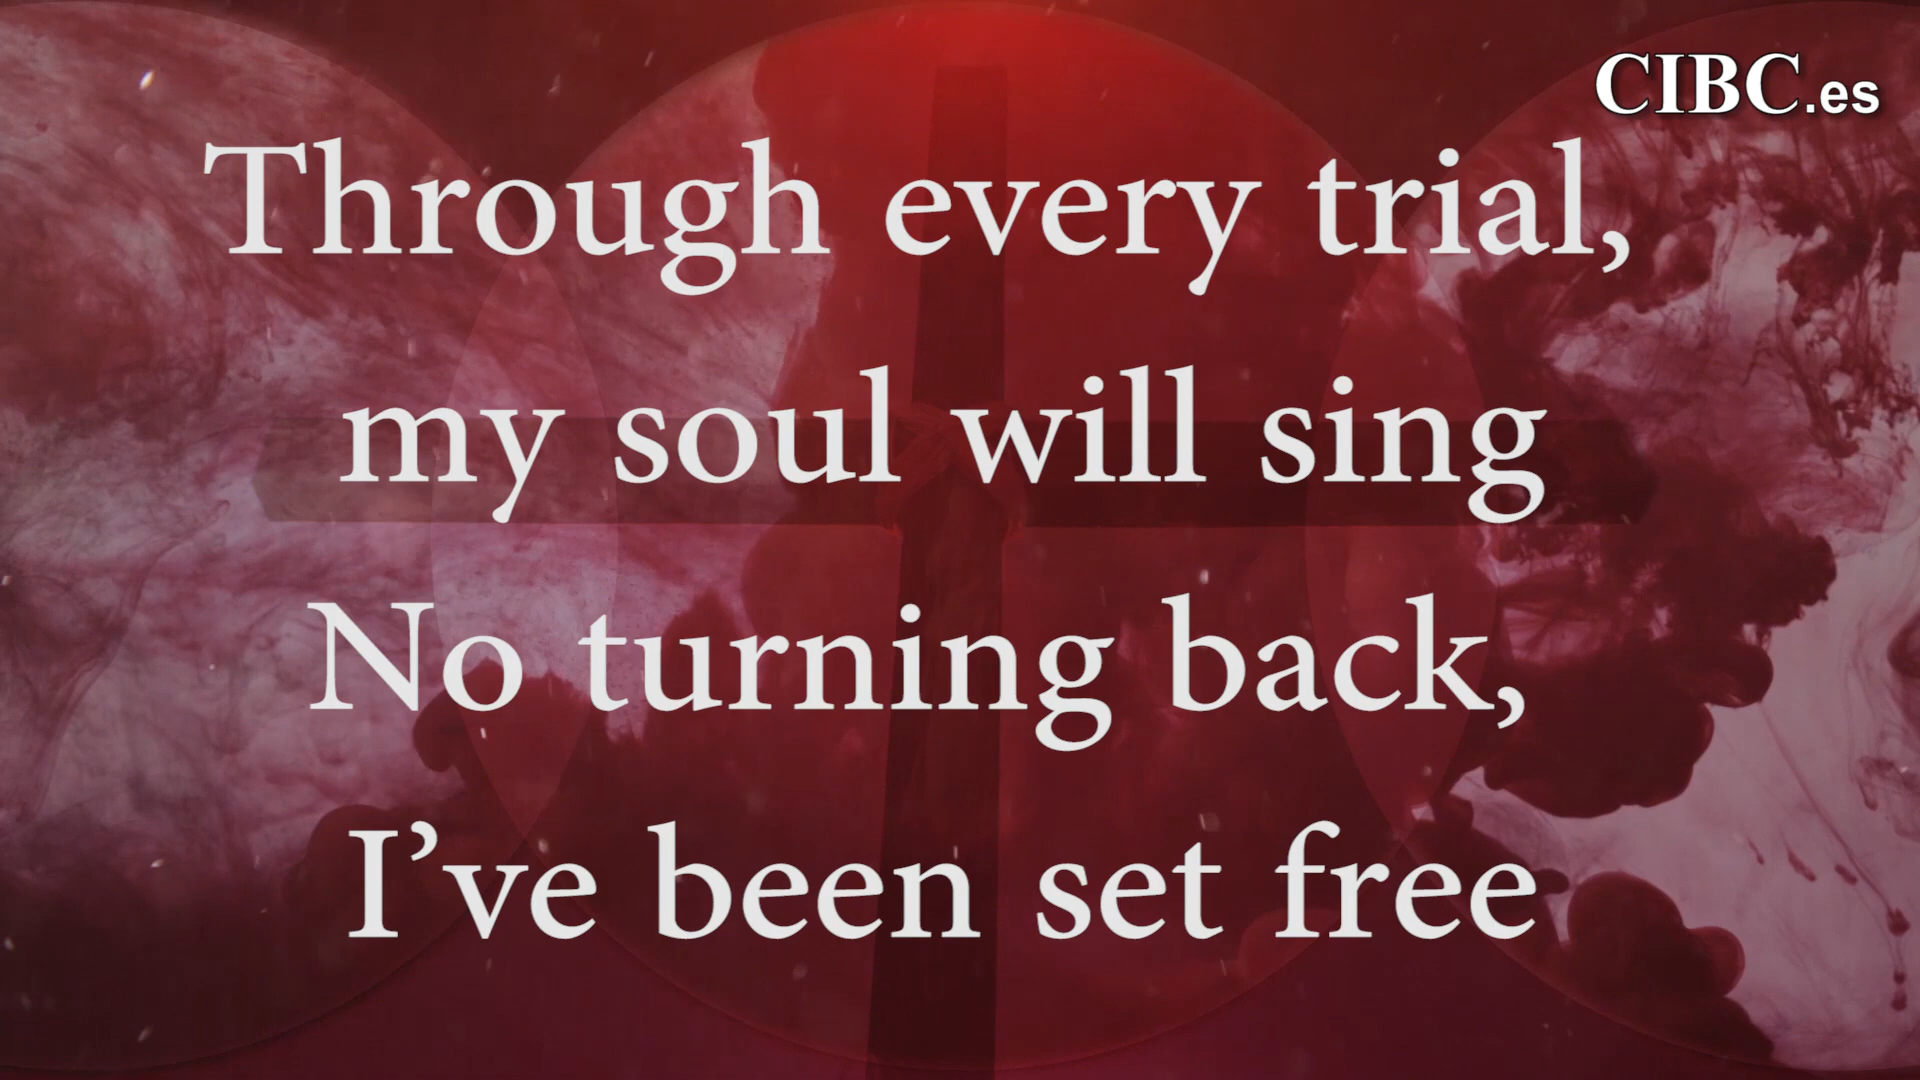 CIBC.es
Through every trial,
my soul will sing
No turning back,
I’ve been set free